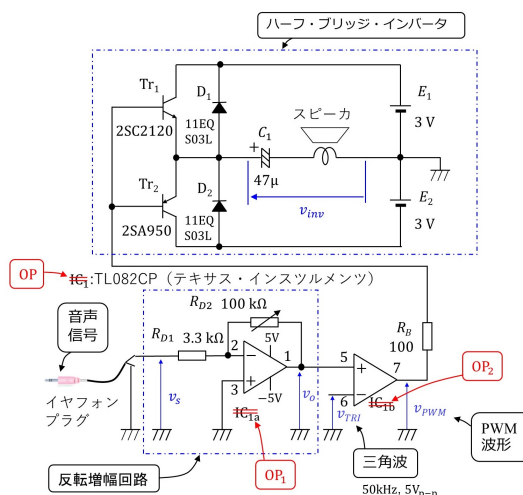 ハーフ・ブリッジ・インバータ
Tr1
D1
E1
スピーカ
11EQ
S03L
C1
3 V
2SC2120
+
Tr2
47μ
D2
E2
vinv
11EQ
S03L
3 V
2SA950
OP
IC1:TL082CP（テキサス・インスツルメンツ）
音声
信号
RD2 100 kΩ
RD1 3.3 kΩ
5V
RB
100
2
−
1
5
+
7
OP2
+
3
−5V
−
6
イヤフォン
プラグ
vs
IC1a
vo
vTRI
IC1b
vPWM
PWM
波形
三角波
反転増幅回路
OP1
50kHz, 5Vp−p